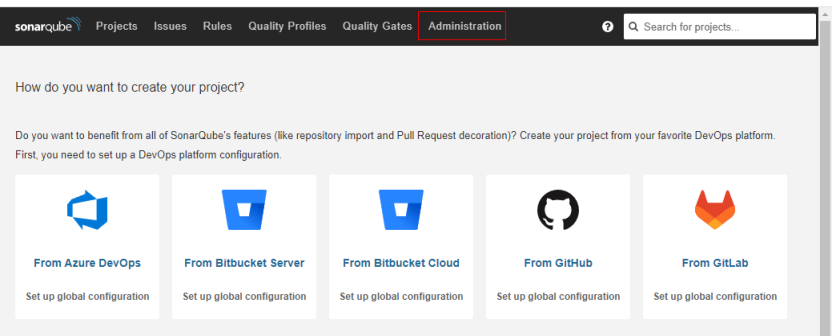 sonarqube Projects Issues Rules Quality Profiles Quality Gates Administration ? Search for projects...
How do you want to create your project?
Do you want to benefit from all of SonarQube's features (like repository import and Pull Request decoration)? Create your project from your favorite DevOps platform.
First, you need to set up a DevOps platform configuration.
From Azure DevOps From Bitbucket Server From Bitbucket Cloud From GitHub From GitLab
Set up global configuration Set up global configuration Set up global configuration Set up global configuration Set up global configuration